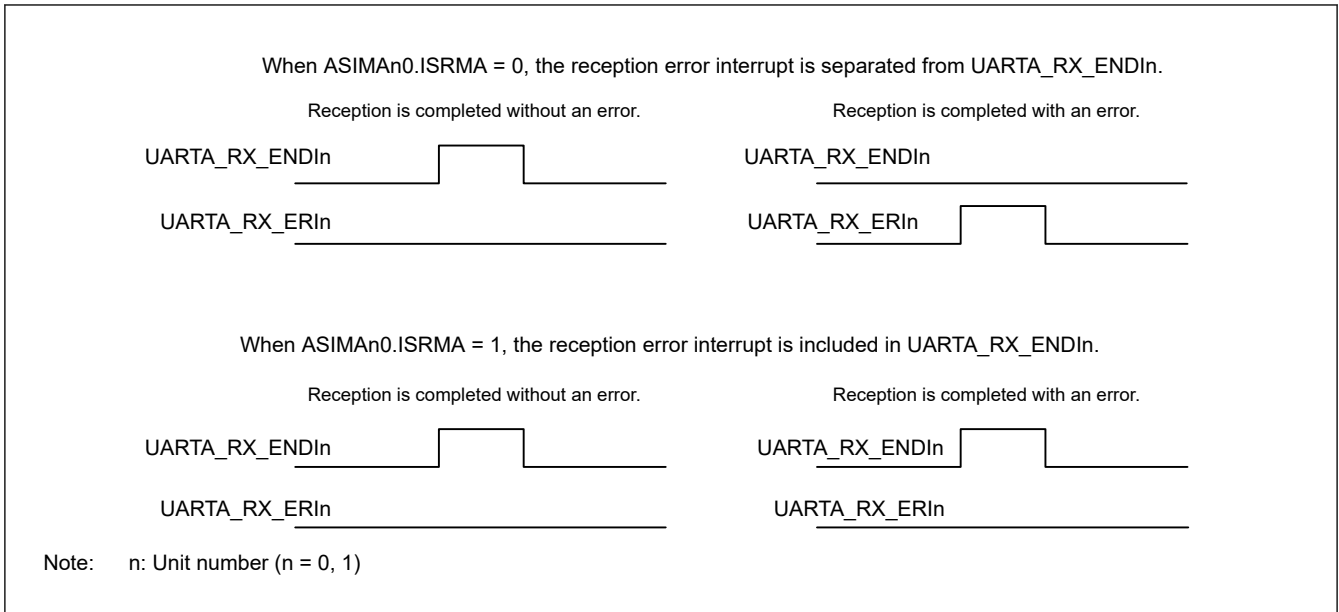 When ASIMAn0.ISRMA = 0, the reception error interrupt is separated from UARTA_RX_ENDIn.
Reception is completed without an error.
Reception is completed with an error.
UARTA_RX_ENDIn
UARTA_RX_ENDIn
UARTA_RX_ERIn
UARTA_RX_ERIn
When ASIMAn0.ISRMA = 1, the reception error interrupt is included in UARTA_RX_ENDIn.
Reception is completed without an error.
Reception is completed with an error.
UARTA_RX_ENDIn
UARTA_RX_ENDIn
UARTA_RX_ERIn
UARTA_RX_ERIn
Note: n: Unit number (n = 0, 1)